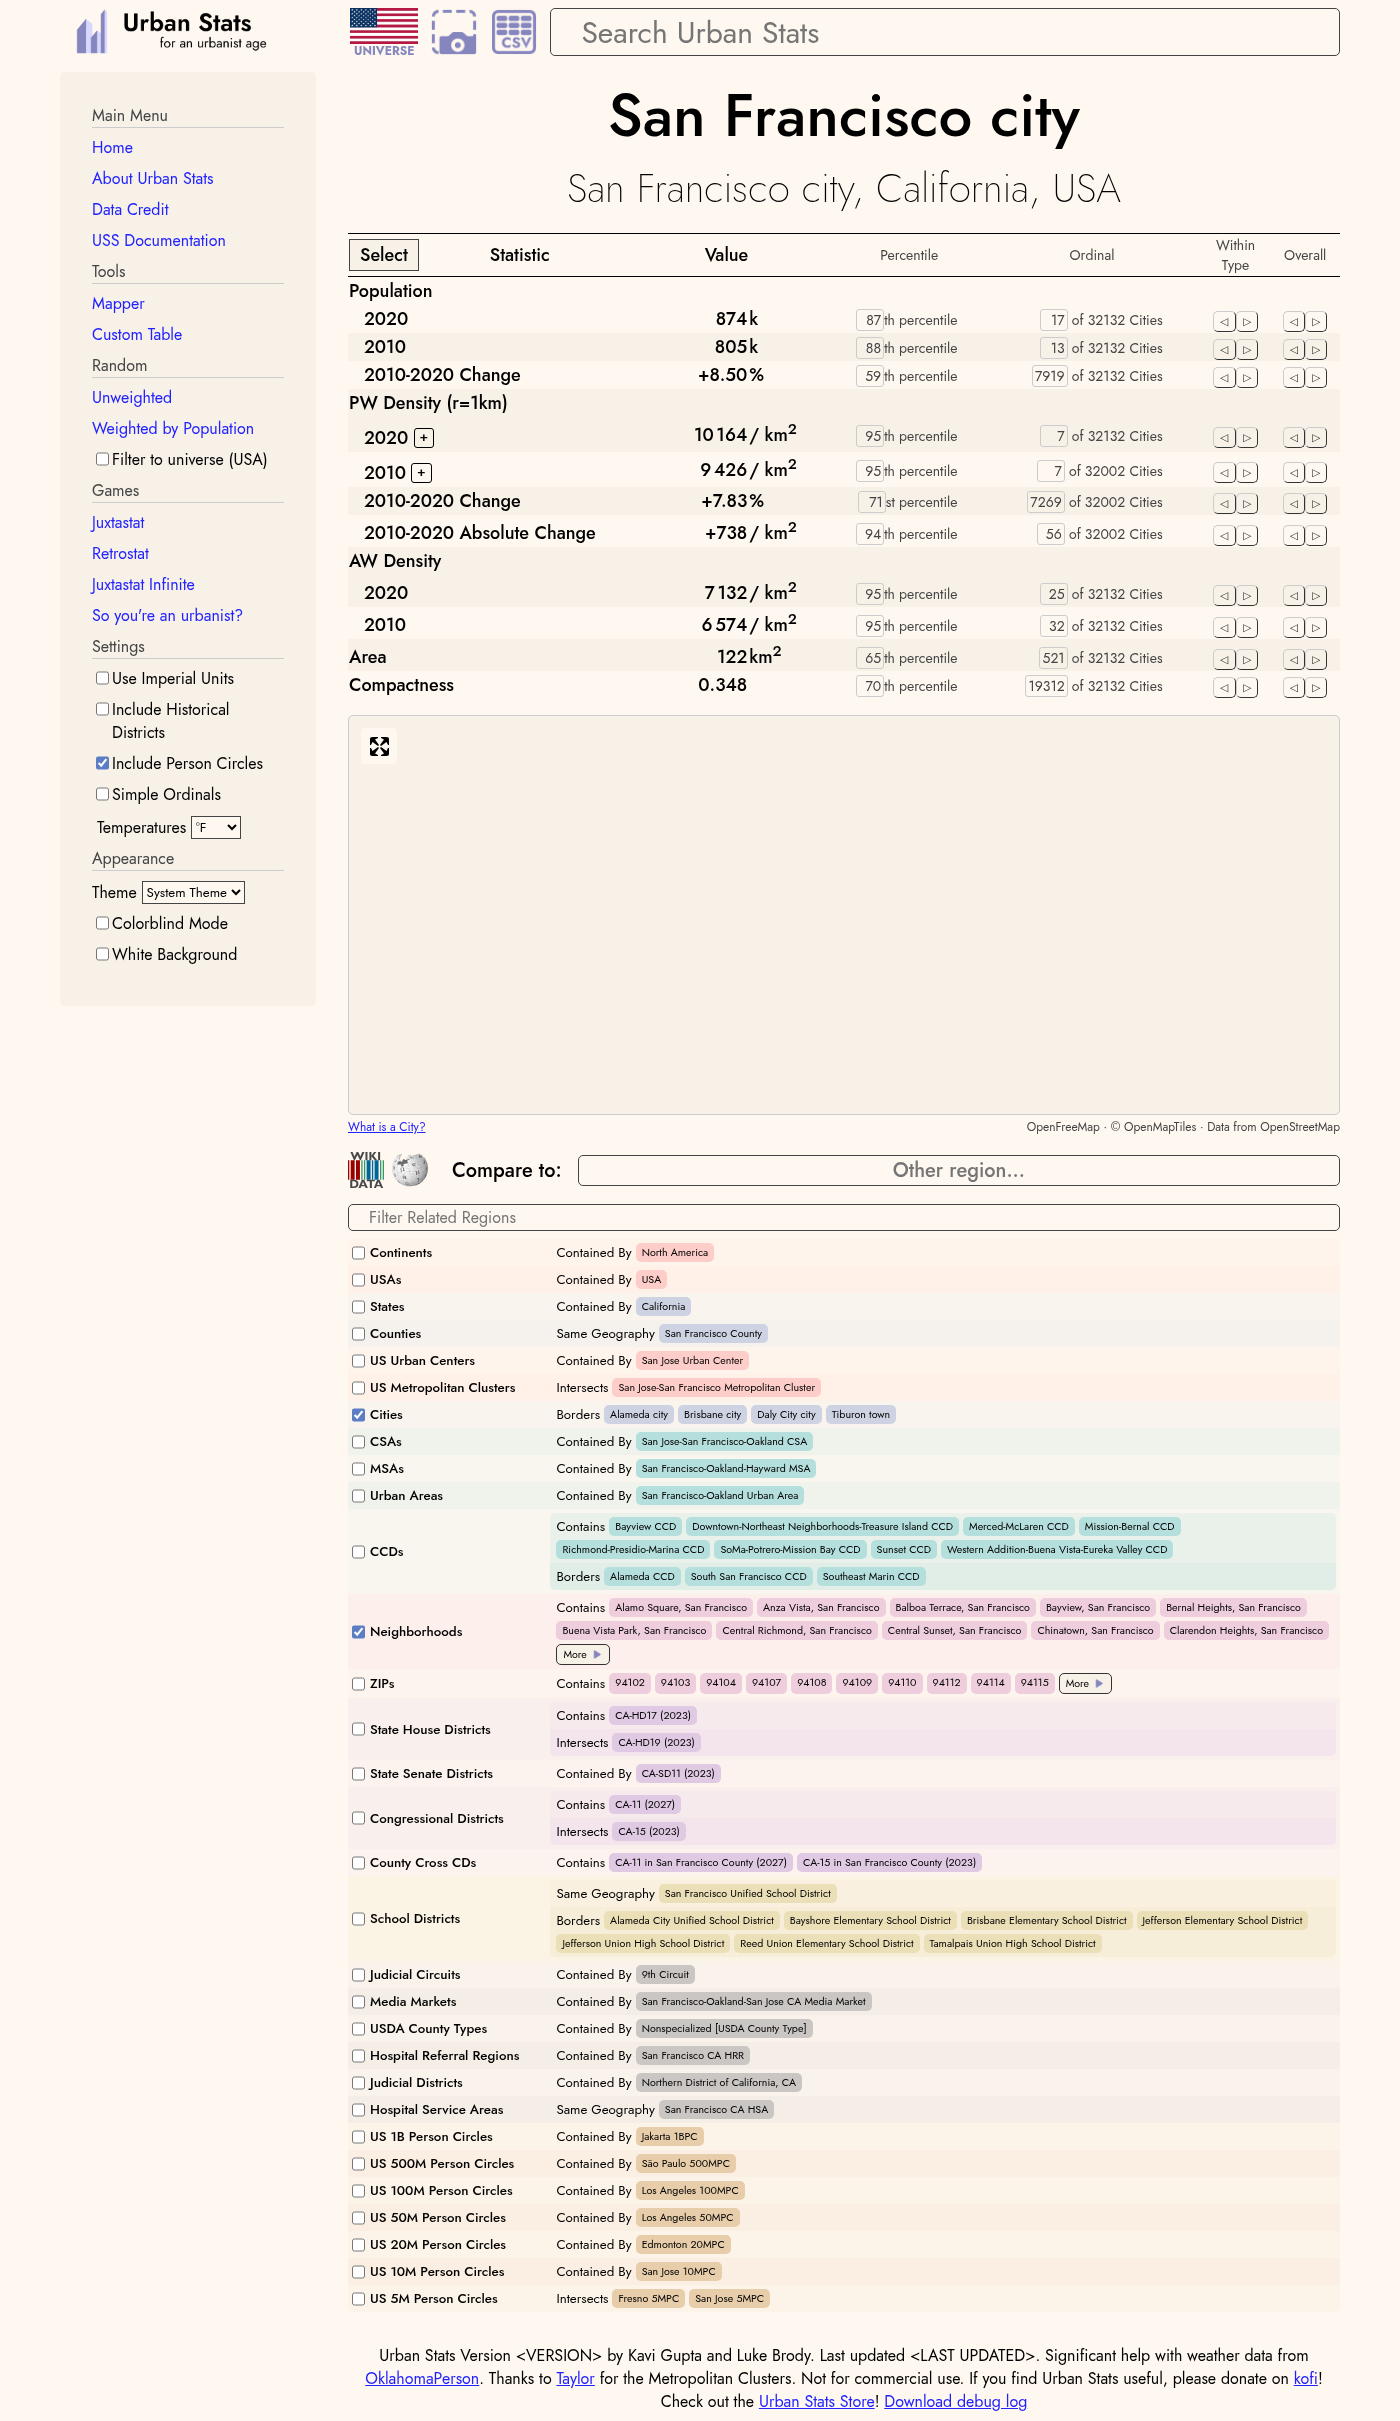 Urban Stats
for an urbanist age
UNIVERSE
CSV
Search Urban Stats
Main Menu
Home
About Urban Stats
Data Credit
USS Documentation
Tools
Mapper
Custom Table
Random
Unweighted
Weighted by Population
Filter to universe (USA)
Games
Juxtastat
Retrostat
Juxtastat Infinite
So you're an urbanist?
Settings
Use Imperial Units
Include Historical
Districts
Include Person Circles
Simple Ordinals
Temperatures °F
Appearance
Theme System Theme
Colorblind Mode
White Background
San Francisco city
San Francisco city, California, USA
Select Statistic Value Percentile Ordinal Within Type Overall
Population
2020 874k 87th percentile 17 of 32132 Cities
2010 805k 88th percentile 13 of 32132 Cities
2010-2020 Change +8.50% 59th percentile 7919 of 32132 Cities
PW Density (r=1km)
2020 + 10 164/ km² 95th percentile 7 of 32132 Cities
2010 + 9 426/ km² 95th percentile 7 of 32002 Cities
2010-2020 Change +7.83% 71st percentile 7269 of 32002 Cities
2010-2020 Absolute Change +738/ km² 94th percentile 56 of 32002 Cities
AW Density
2020 7 132/ km² 95th percentile 25 of 32132 Cities
2010 6 574/ km² 95th percentile 32 of 32132 Cities
Area 122km² 65th percentile 521 of 32132 Cities
Compactness 0.348 70th percentile 19312 of 32132 Cities
What is a City? OpenFreeMap · © OpenMapTiles · Data from OpenStreetMap
WIKI
DATA
Compare to: Other region...
Filter Related Regions
Continents Contained By North America
USAs Contained By USA
States Contained By California
Counties Same Geography San Francisco County
US Urban Centers Contained By San Jose Urban Center
US Metropolitan Clusters Intersects San Jose-San Francisco Metropolitan Cluster
Cities Borders Alameda city Brisbane city Daly City city Tiburon town
CSAs Contained By San Jose-San Francisco-Oakland CSA
MSAs Contained By San Francisco-Oakland-Hayward MSA
Urban Areas Contained By San Francisco-Oakland Urban Area
CCDs
Contains Bayview CCD Downtown-Northeast Neighborhoods-Treasure Island CCD Merced-McLaren CCD Mission-Bernal CCD
Richmond-Presidio-Marina CCD SoMa-Potrero-Mission Bay CCD Sunset CCD Western Addition-Buena Vista-Eureka Valley CCD
Borders Alameda CCD South San Francisco CCD Southeast Marin CCD
Neighborhoods
Contains Alamo Square, San Francisco Anza Vista, San Francisco Balboa Terrace, San Francisco Bayview, San Francisco Bernal Heights, San Francisco
Buena Vista Park, San Francisco Central Richmond, San Francisco Central Sunset, San Francisco Chinatown, San Francisco Clarendon Heights, San Francisco
More
ZIPs Contains 94102 94103 94104 94107 94108 94109 94110 94112 94114 94115 More
State House Districts
Contains CA-HD17 (2023)
Intersects CA-HD19 (2023)
State Senate Districts Contained By CA-SD11 (2023)
Congressional Districts
Contains CA-11 (2027)
Intersects CA-15 (2023)
County Cross CDs Contains CA-11 in San Francisco County (2027) CA-15 in San Francisco County (2023)
School Districts
Same Geography San Francisco Unified School District
Borders Alameda City Unified School District Bayshore Elementary School District Brisbane Elementary School District Jefferson Elementary School District
Jefferson Union High School District Reed Union Elementary School District Tamalpais Union High School District
Judicial Circuits Contained By 9th Circuit
Media Markets Contained By San Francisco-Oakland-San Jose CA Media Market
USDA County Types Contained By Nonspecialized [USDA County Type]
Hospital Referral Regions Contained By San Francisco CA HRR
Judicial Districts Contained By Northern District of California, CA
Hospital Service Areas Same Geography San Francisco CA HSA
US 1B Person Circles Contained By Jakarta 1BPC
US 500M Person Circles Contained By São Paulo 500MPC
US 100M Person Circles Contained By Los Angeles 100MPC
US 50M Person Circles Contained By Los Angeles 50MPC
US 20M Person Circles Contained By Edmonton 20MPC
US 10M Person Circles Contained By San Jose 10MPC
US 5M Person Circles Intersects Fresno 5MPC San Jose 5MPC
Urban Stats Version <VERSION> by Kavi Gupta and Luke Brody. Last updated <LAST UPDATED>. Significant help with weather data from
OklahomaPerson. Thanks to Taylor for the Metropolitan Clusters. Not for commercial use. If you find Urban Stats useful, please donate on kofi!
Check out the Urban Stats Store! Download debug log